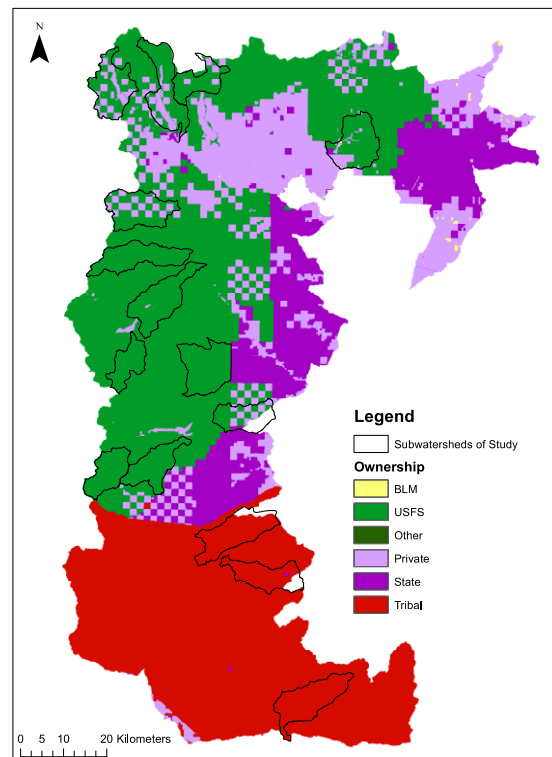 N
Legend
Subwatersheds of Study
Ownership
BLM
USFS
Other
Private
State
Tribal
0 5 10 20 Kilometers